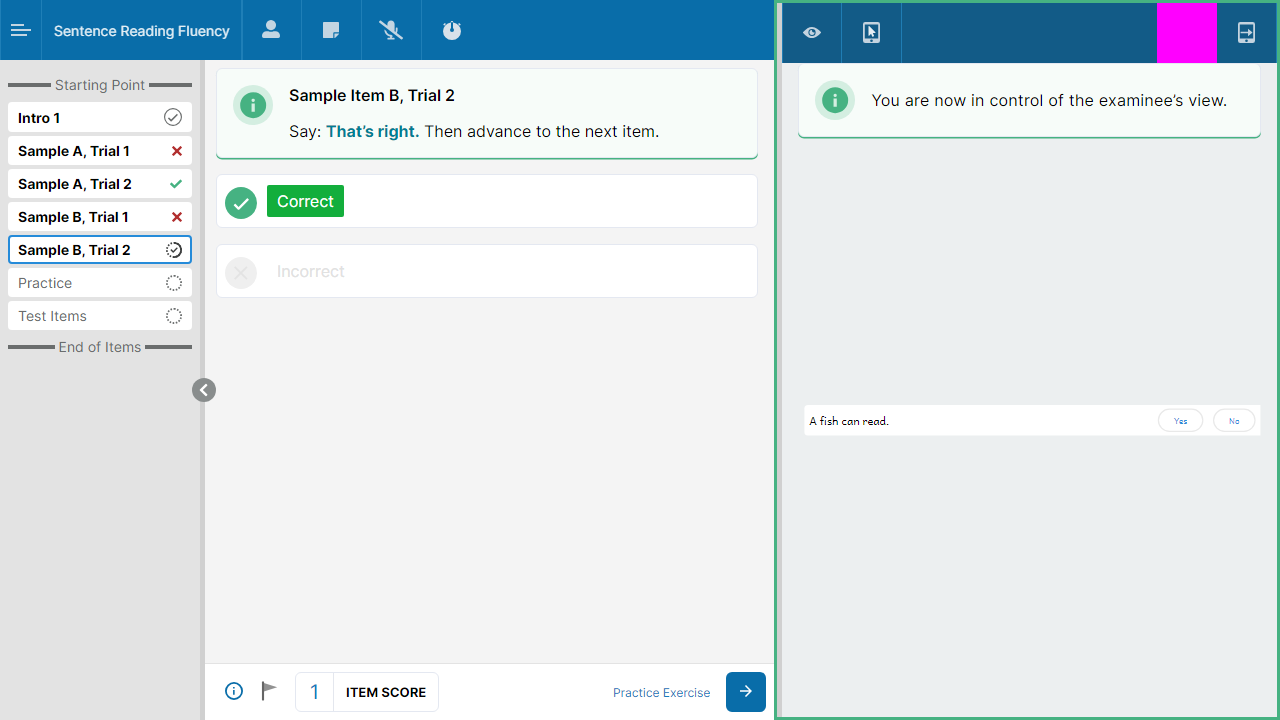 Sentence Reading Fluency
Starting Point
Intro 1
Sample A, Trial 1
Sample A, Trial 2
Sample B, Trial 1
Sample B, Trial 2
Practice
Test Items
End of Items
Sample Item B, Trial 2
Say: That's right. Then advance to the next item.
Correct
Incorrect
1 ITEM SCORE
Practice Exercise
You are now in control of the examinee's view.
A fish can read. Yes No